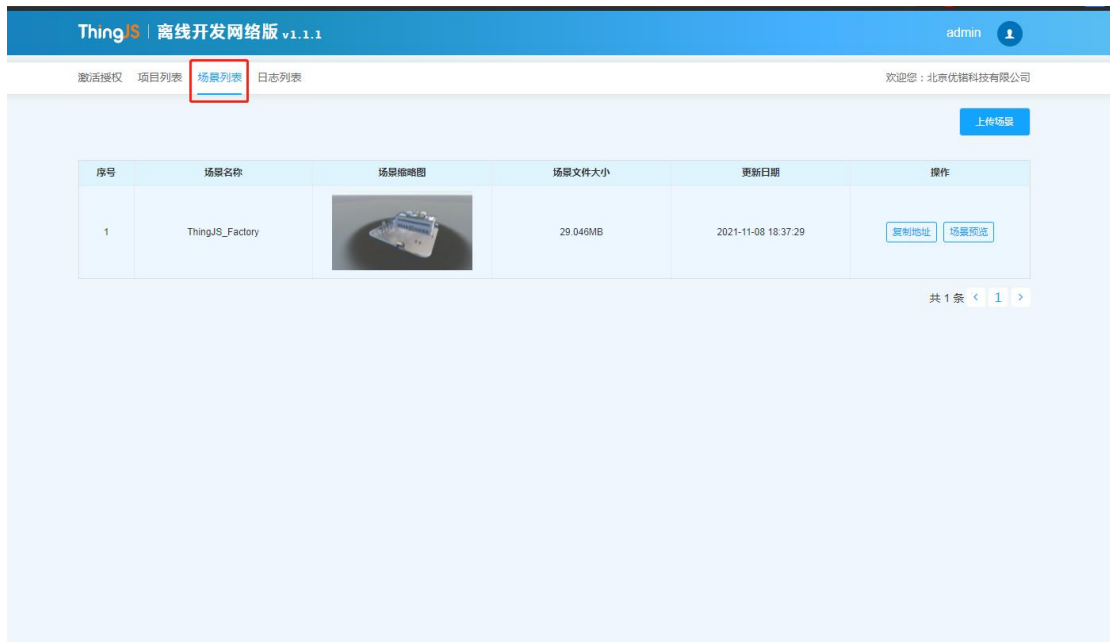 ThingJS 离线开发网络版 v1.1.1 admin
激活授权 项目列表 场景列表 日志列表 欢迎您：北京优锘科技有限公司
上传场景
序号 场景名称 场景缩略图 场景文件大小 更新日期 操作
1 ThingJS_Factory 29.046MB 2021-11-08 18:37:29 复制地址 场景预览
共 1 条 < 1 >